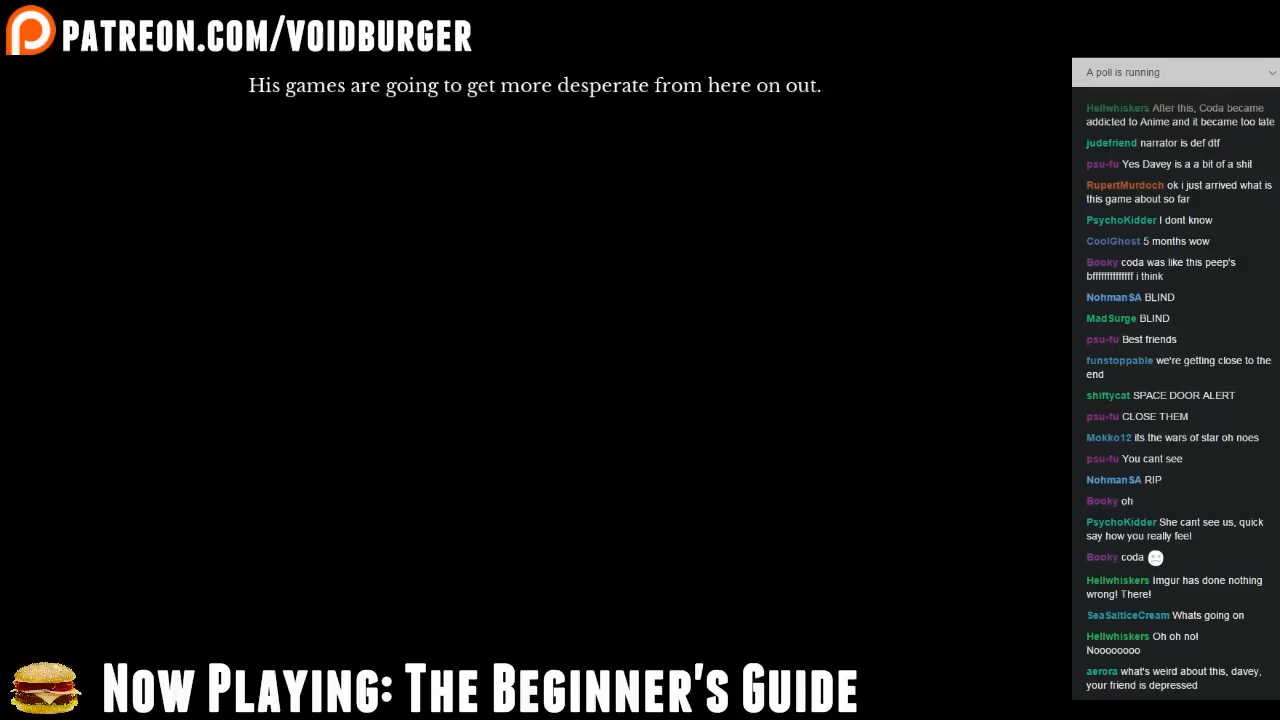 PATREON.COM/VOIDBURGER
His games are going to get more desperate from here on out.
A poll is running
Hellwhiskers After this, Coda became
addicted to Anime and it became too late
judefriend narrator is def dtf
psu-fu Yes Davey is a a bit of a shit
RupertMurdoch ok i just arrived what is
this game about so far
PsychoKidder I dont know
CoolGhost 5 months wow
Booky coda was like this peep's
bfffffffffffff i think
NohmanSA BLIND
MadSurge BLIND
psu-fu Best friends
funstoppable we're getting close to the
end
shiftycat SPACE DOOR ALERT
psu-fu CLOSE THEM
Mokko12 its the wars of star oh noes
psu-fu You cant see
NohmanSA RIP
Booky oh
PsychoKidder She cant see us, quick
say how you really feel
Booky coda
Hellwhiskers Imgur has done nothing
wrong! There!
SeaSaltIceCream Whats going on
Hellwhiskers Oh oh no!
Noooooooo
aerora what's weird about this, davey,
your friend is depressed
NOW PLAYING: THE BEGINNER'S GUIDE